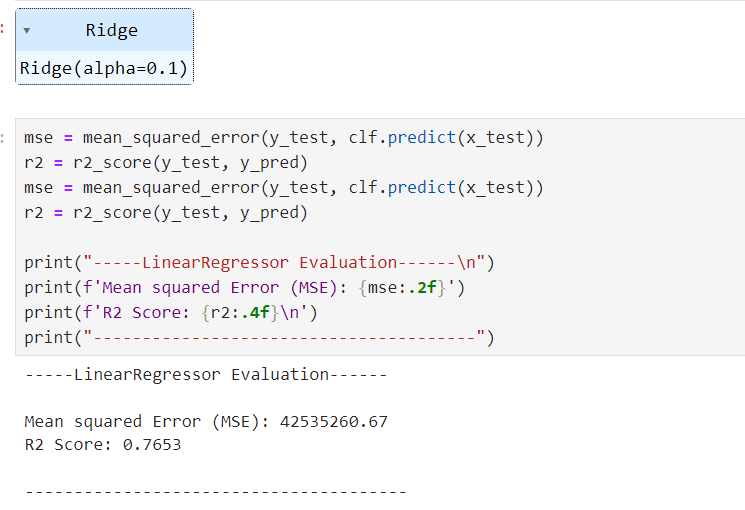 Ridge
Ridge(alpha=0.1)
mse = mean_squared_error(y_test, clf.predict(x_test))
r2 = r2_score(y_test, y_pred)
mse = mean_squared_error(y_test, clf.predict(x_test))
r2 = r2_score(y_test, y_pred)
print("-----LinearRegressor Evaluation------\n")
print(f'Mean squared Error (MSE): {mse:.2f}')
print(f'R2 Score: {r2:.4f}\n')
print("---------------------------------------")
-----LinearRegressor Evaluation------
Mean squared Error (MSE): 42535260.67
R2 Score: 0.7653
---------------------------------------